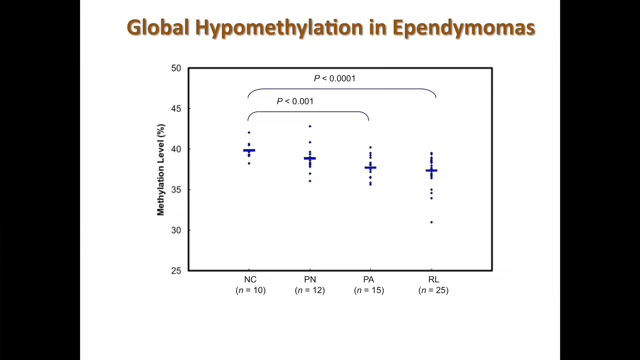 Global Hypomethylation in Ependymomas
50
P < 0.0001
45
P < 0.001
40
35
30
25
Methylation Level (%)
NC
PN
PA
RL
(n = 10)
(n = 12)
(n = 15)
(n = 25)